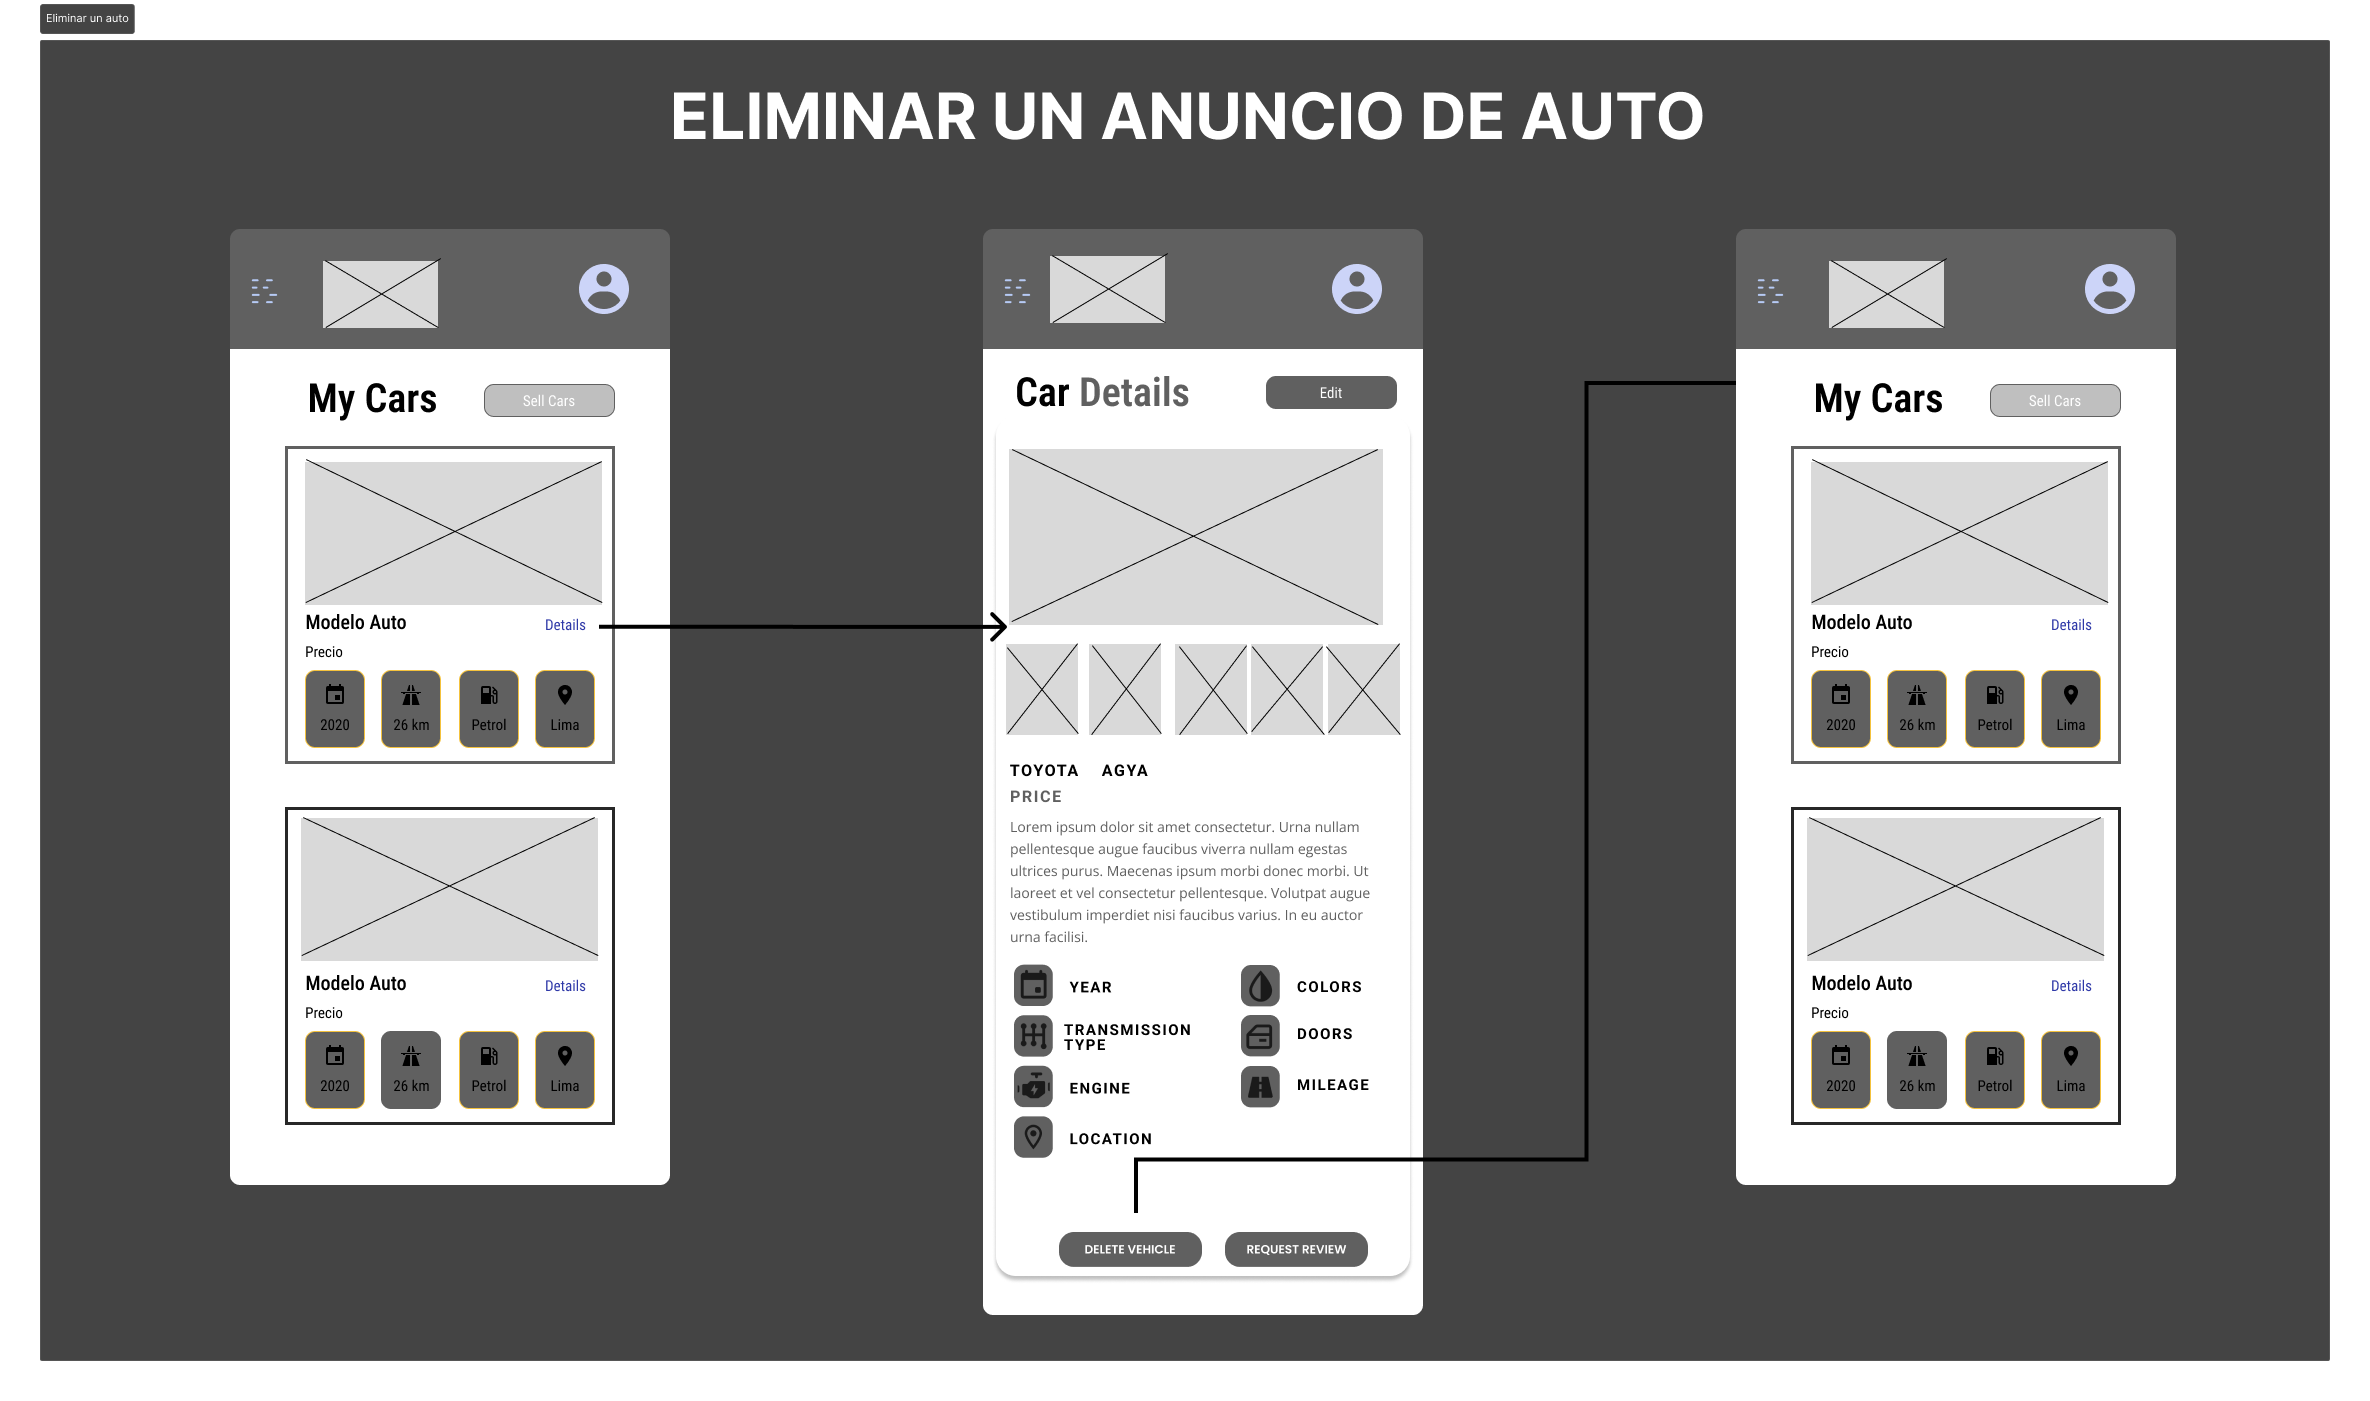 Eliminar un auto
ELIMINAR UN ANUNCIO DE AUTO
My Cars
Sell Cars
Modelo Auto
Details
Precio
2020
26 km
Petrol
Lima
Modelo Auto
Details
Precio
2020
26 km
Petrol
Lima
Car Details
Edit
TOYOTA AGYA
PRICE
Lorem ipsum dolor sit amet consectetur. Urna nullam
pellentesque augue faucibus viverra nullam egestas
ultrices purus. Maecenas ipsum morbi donec morbi. Ut
laoreet et vel consectetur pellentesque. Volutpat augue
vestibulum imperdiet nisi faucibus varius. In eu auctor
urna facilisi.
YEAR
COLORS
TRANSMISSION
TYPE
DOORS
ENGINE
MILEAGE
LOCATION
DELETE VEHICLE
REQUEST REVIEW
My Cars
Sell Cars
Modelo Auto
Details
Precio
2020
26 km
Petrol
Lima
Modelo Auto
Details
Precio
2020
26 km
Petrol
Lima